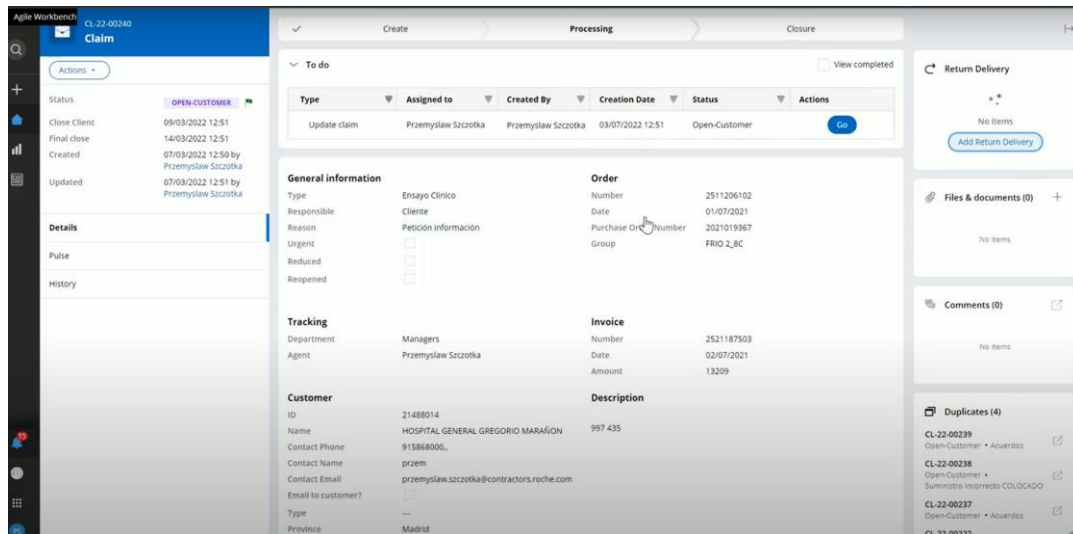 Agile Workbench
CL-22-00240
Claim
Actions
Status OPEN-CUSTOMER
Close Client 09/03/2022 12:51
Final close 14/03/2022 12:51
Created 07/03/2022 12:50 by
Przemyslaw Szczotka
Updated 07/03/2022 12:51 by
Przemyslaw Szczotka
Details
Pulse
History
15
Create Processing Closure
To do View completed
Type Assigned to Created By Creation Date Status Actions
Update claim Przemyslaw Szczotka Przemyslaw Szczotka 03/07/2022 12:51 Open-Customer Go
General information
Type Ensayo Clínico
Responsible Cliente
Reason Petición información
Urgent
Reduced
Reopened
Order
Number 2511206102
Date 01/07/2021
Purchase Number 2021019367
Group FRIO 2_8C
Tracking
Department Managers
Agent Przemyslaw Szczotka
Invoice
Number 2521187503
Date 02/07/2021
Amount 13209
Customer
ID 21488014
Name HOSPITAL GENERAL GREGORIO MARAÑON
Contact Phone 915868000,,
Contact Name przem
Contact Email przemyslaw.szczotka@contractors.roche.com
Email to customer?
Type --
Province Madrid
Description
997 435
Return Delivery
No items
Add Return Delivery
Files & documents (0)
No items
Comments (0)
No items
Duplicates (4)
CL-22-00239
Open-Customer • Acuerdos
CL-22-00238
Open-Customer •
Suministro incorrecto COLOCADO
CL-22-00237
Open-Customer • Acuerdos